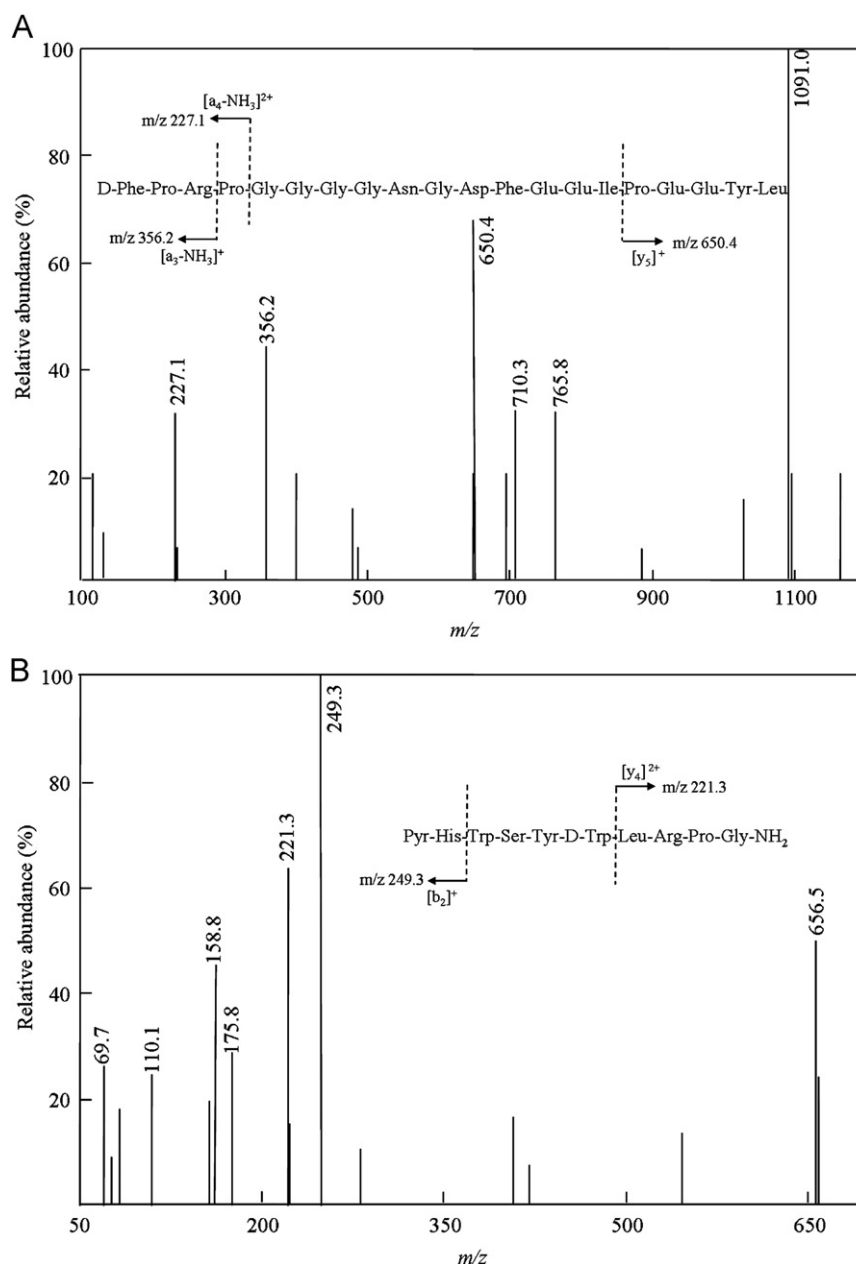 A
100
80
60
40
20
Relative abundance (%)
1091.0
[a₄-NH₃]²⁺
m/z 227.1
D-Phe-Pro-Arg-Pro-Gly-Gly-Gly-Gly-Asn-Gly-Asp-Phe-Glu-Glu-Ile-Pro-Glu-Glu-Tyr-Leu
m/z 356.2
[a₃-NH₃]⁺
m/z 650.4
[y₅]⁺
650.4
356.2
227.1
710.3
765.8
100 300 500 700 900 1100
m/z
B
100
80
60
40
20
Relative abundance (%)
249.3
[y₄]²⁺
m/z 221.3
Pyr-His-Trp-Ser-Tyr-D-Trp-Leu-Arg-Pro-Gly-NH₂
m/z 249.3
[b₂]⁺
221.3
656.5
158.8
175.8
69.7
110.1
50 200 350 500 650
m/z